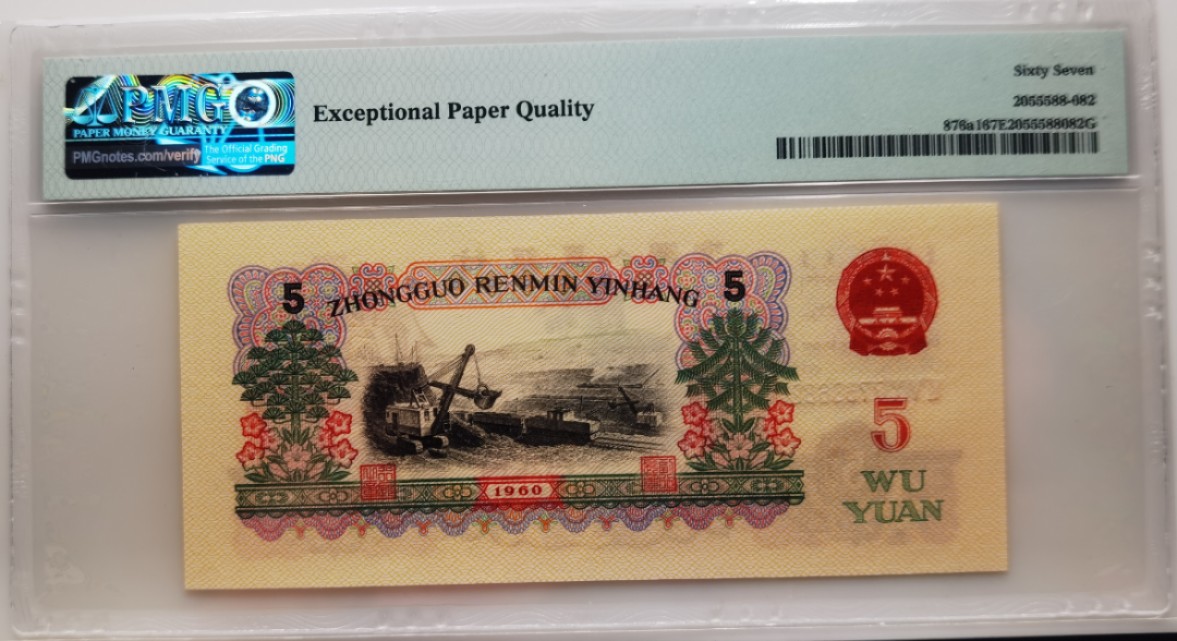 PMG
PAPER MONEY GUARANTY
PMGnotes.com/verify
The Official Grading
Service of the PNG
Exceptional Paper Quality
Sixty Seven
2055588-082
876a167E2055588082G
5 ZHONGGUO RENMIN YINHANG 5
5
1960
WU
YUAN